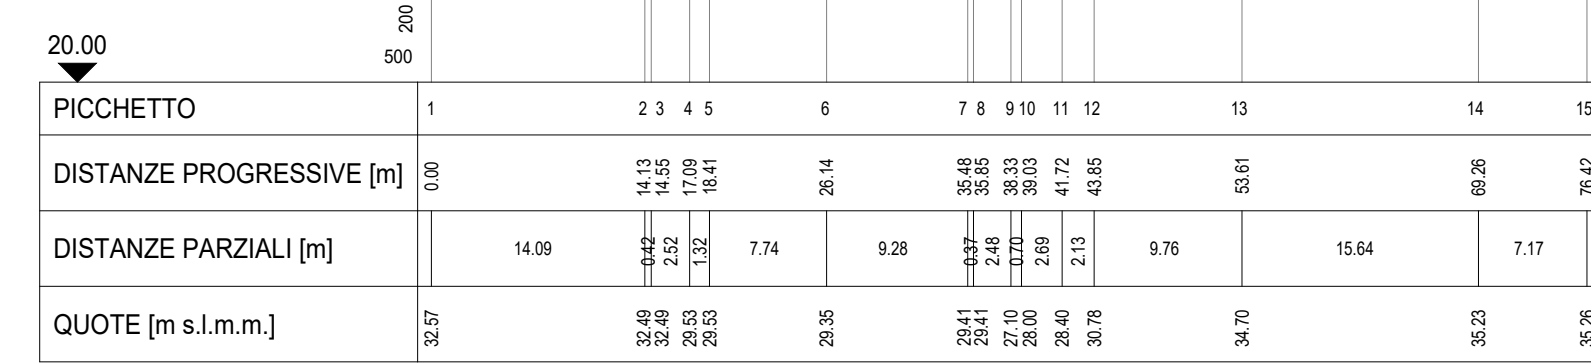 200
20.00
500
PICCHETTO 1 2 3 4 5 6 7 8 9 10 11 12 13 14 15
DISTANZE PROGRESSIVE [m] 0.00 14.13 14.55 17.09 18.41 26.14 35.48 35.85 38.33 39.03 41.72 43.85 53.61 69.26 76.42
DISTANZE PARZIALI [m] 14.09 0.42 2.52 1.32 7.74 9.28 0.37 2.48 0.70 2.69 2.13 9.76 15.64 7.17
QUOTE [m s.l.m.m.] 32.57 32.49 32.49 29.53 29.53 29.35 29.41 29.41 27.10 28.00 28.40 30.78 34.70 35.23 35.26